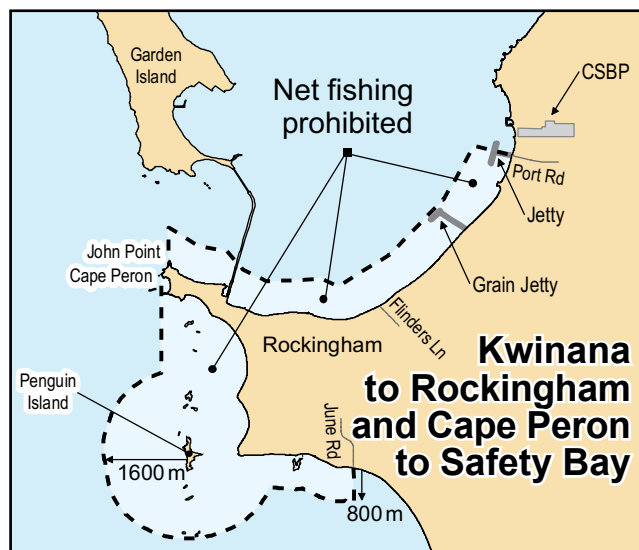 Garden
Island
CSBP
Net fishing
prohibited
Port Rd
Jetty
John Point
Cape Peron
Grain Jetty
Flinders Ln
Rockingham
Kwinana
to Rockingham
and Cape Peron
to Safety Bay
Penguin
Island
June Rd
1600 m
800 m